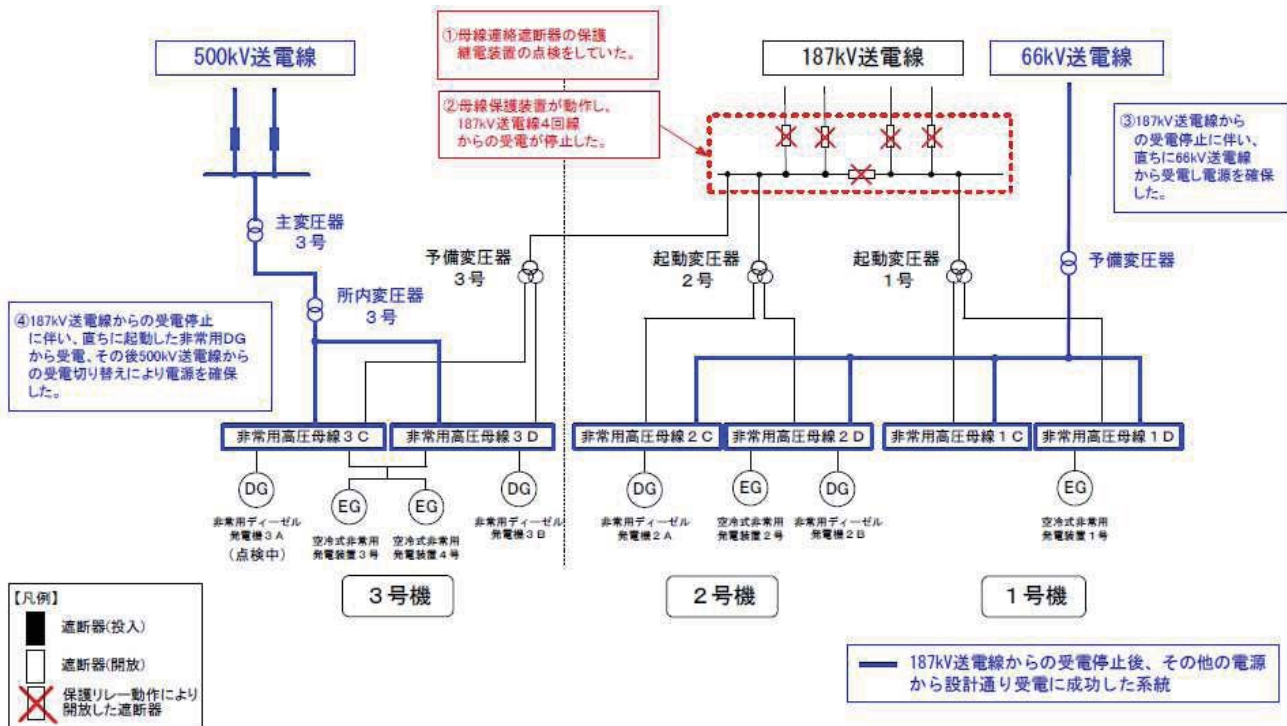 500kV送電線
①母線連絡遮断器の保護
継電装置の点検をしていた。
②母線保護装置が動作し、
187kV送電線4回線
からの受電が停止した。
187kV送電線
66kV送電線
③187kV送電線から
の受電停止に伴い、
直ちに66kV送電線
から受電し電源を確保
した。
主変圧器
3号
予備変圧器
3号
起動変圧器
2号
起動変圧器
1号
予備変圧器
所内変圧器
3号
④187kV送電線からの受電停止
に伴い、直ちに起動した非常用DG
から受電、その後500kV送電線から
の受電切り替えにより電源を確保
した。
非常用高圧母線3C
非常用高圧母線3D
非常用高圧母線2C
非常用高圧母線2D
非常用高圧母線1C
非常用高圧母線1D
DG
EG
EG
DG
DG
EG
DG
EG
非常用ディーゼル
発電機3A
(点検中)
空冷式非常用
発電装置3号
空冷式非常用
発電装置4号
非常用ディーゼル
発電機3B
非常用ディーゼル
発電機2A
空冷式非常用
発電装置2号
非常用ディーゼル
発電機2B
空冷式非常用
発電装置1号
3号機
2号機
1号機
【凡例】
遮断器(投入)
遮断器(開放)
保護リレー動作により
開放した遮断器
187kV送電線からの受電停止後、その他の電源
から設計通り受電に成功した系統